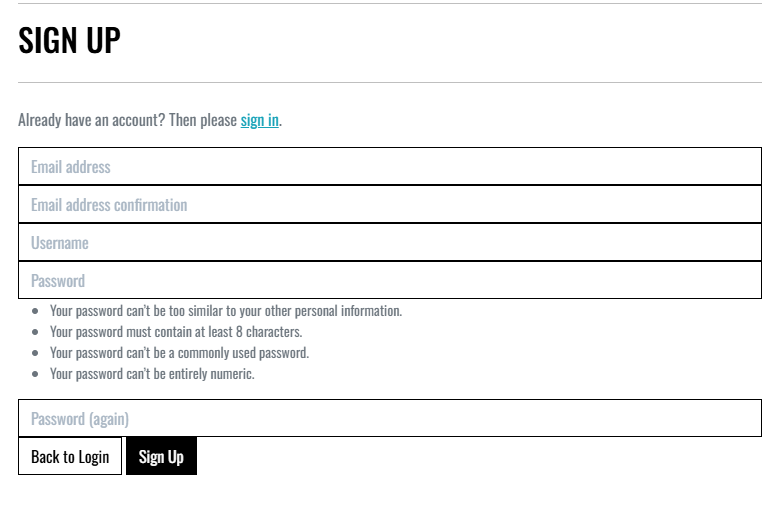 SIGN UP
Already have an account? Then please sign in.
Email address
Email address confirmation
Username
Password
Your password can't be too similar to your other personal information.
Your password must contain at least 8 characters.
Your password can't be a commonly used password.
Your password can't be entirely numeric.
Password (again)
Back to Login Sign Up